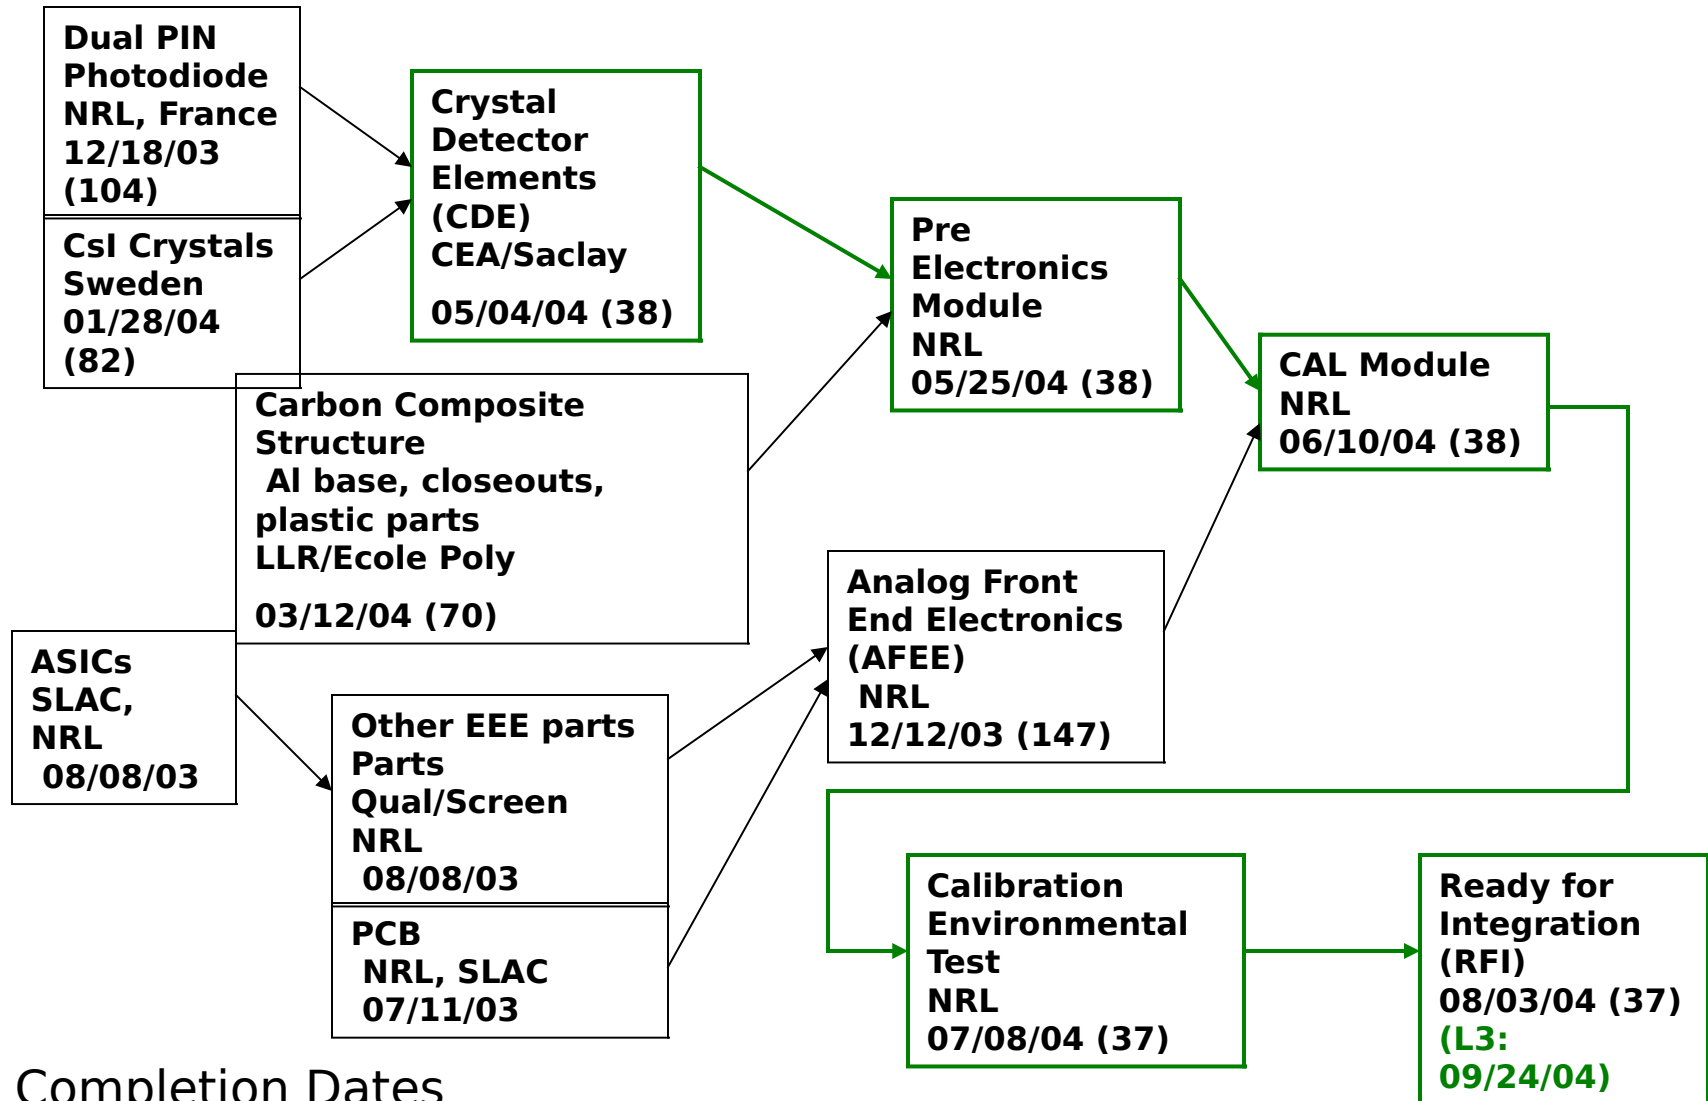 Dual PIN
Photodiode
NRL, France
12/18/03
(104)
CsI Crystals
Sweden
01/28/04
(82)
Crystal
Detector
Elements
(CDE)
CEA/Saclay
05/04/04 (38)
Pre
Electronics
Module
NRL
05/25/04 (38)
CAL Module
NRL
06/10/04 (38)
Carbon Composite
Structure
Al base, closeouts,
plastic parts
LLR/Ecole Poly
03/12/04 (70)
ASICs
SLAC,
NRL
08/08/03
Other EEE parts
Parts
Qual/Screen
NRL
08/08/03
PCB
NRL, SLAC
07/11/03
Analog Front
End Electronics
(AFEE)
NRL
12/12/03 (147)
Calibration
Environmental
Test
NRL
07/08/04 (37)
Ready for
Integration
(RFI)
08/03/04 (37)
(L3:
09/24/04)
Completion Dates